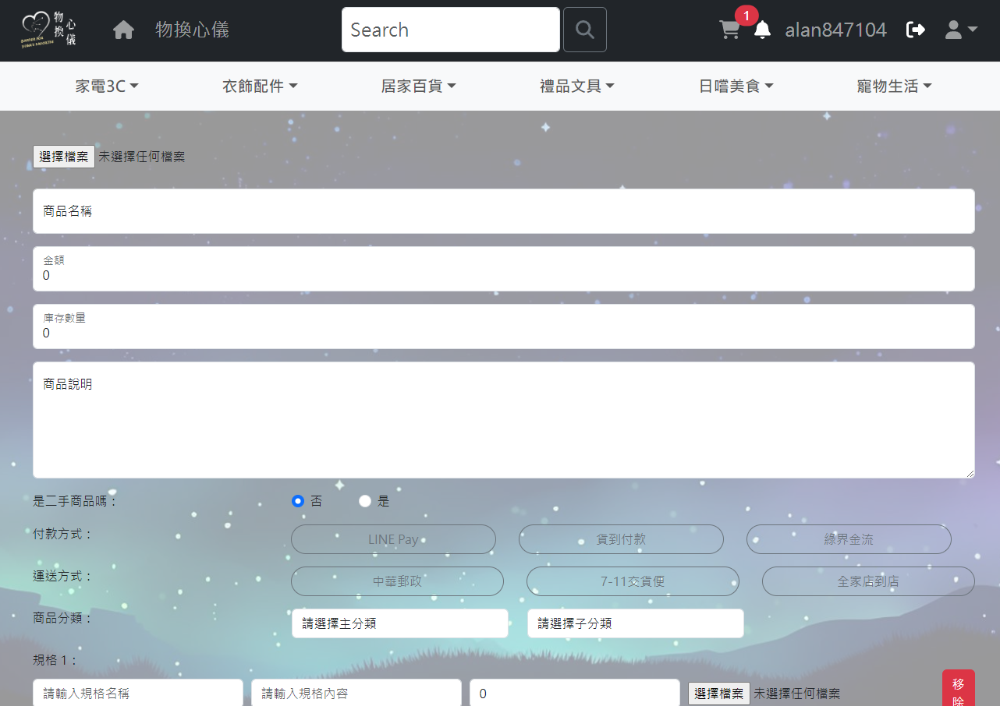 物換心儀
物換心儀
Search
1
alan847104
家電3C
衣飾配件
居家百貨
禮品文具
日嚐美食
寵物生活
選擇檔案 未選擇任何檔案
商品名稱
金額
0
庫存數量
0
商品說明
是二手商品嗎：
否
是
付款方式：
LINE Pay
貨到付款
綠界金流
運送方式：
中華郵政
7-11交貨便
全家店到店
商品分類：
請選擇主分類
請選擇子分類
規格 1：
請輸入規格名稱
請輸入規格內容
0
選擇檔案 未選擇任何檔案
移除